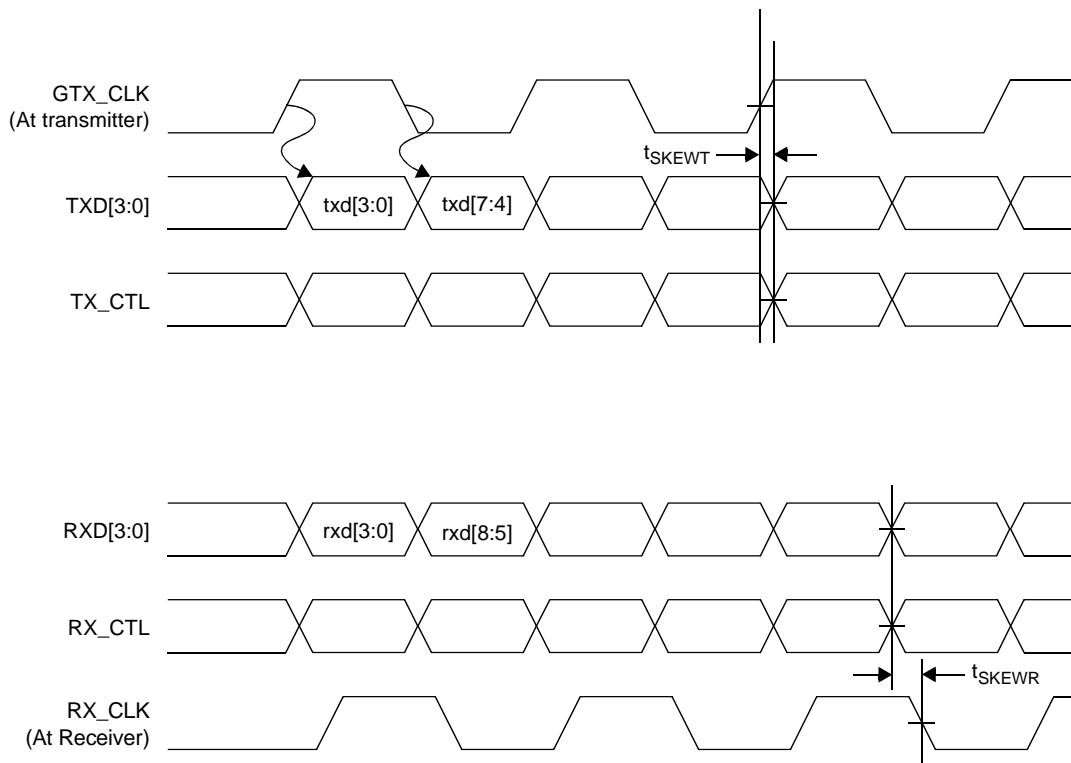 GTX_CLK
(At transmitter)
tSKEWT
TXD[3:0]
txd[3:0]
txd[7:4]
TX_CTL
RXD[3:0]
rxd[3:0]
rxd[8:5]
RX_CTL
tSKEWR
RX_CLK
(At Receiver)